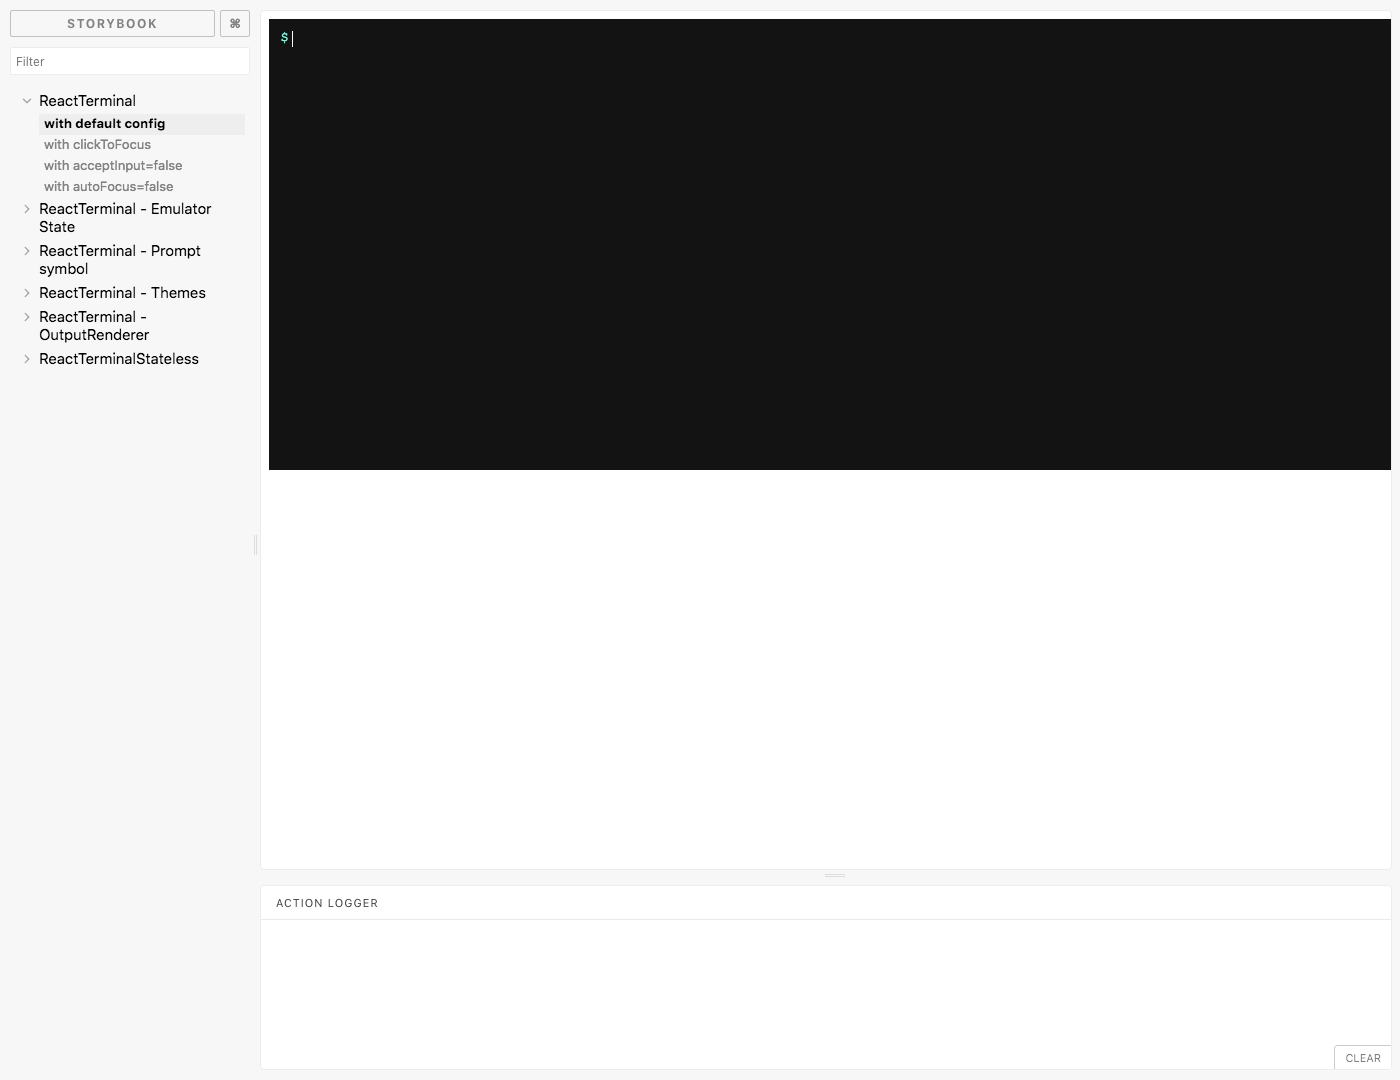 STORYBOOK
⌘
Filter
ReactTerminal
with default config
with clickToFocus
with acceptInput=false
with autoFocus=false
ReactTerminal - Emulator
State
ReactTerminal - Prompt
symbol
ReactTerminal - Themes
ReactTerminal -
OutputRenderer
ReactTerminalStateless
$
ACTION LOGGER
CLEAR